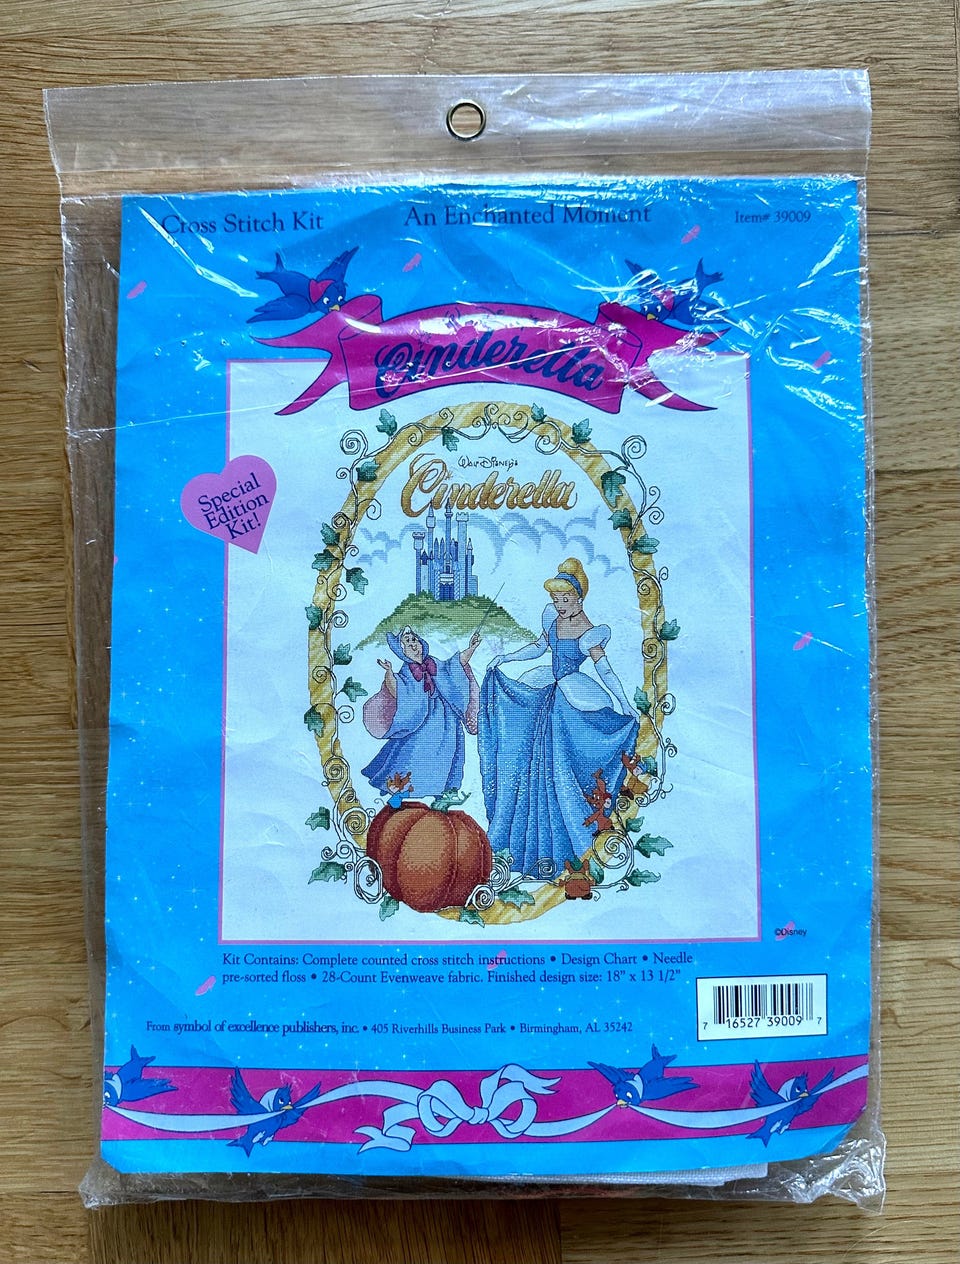 Cross Stitch Kit
An Enchanted Moment
Item# 39009
Cinderella
Walt Disney's
Cinderella
Special
Edition
Kit!
©Disney
Kit Contains: Complete counted cross stitch instructions • Design Chart • Needle
pre-sorted floss • 28-Count Evenweave fabric. Finished design size: 18" x 13 1/2"
7 16527 39009 7
From symbol of excellence publishers, inc. • 405 Riverhills Business Park • Birmingham, AL 35242